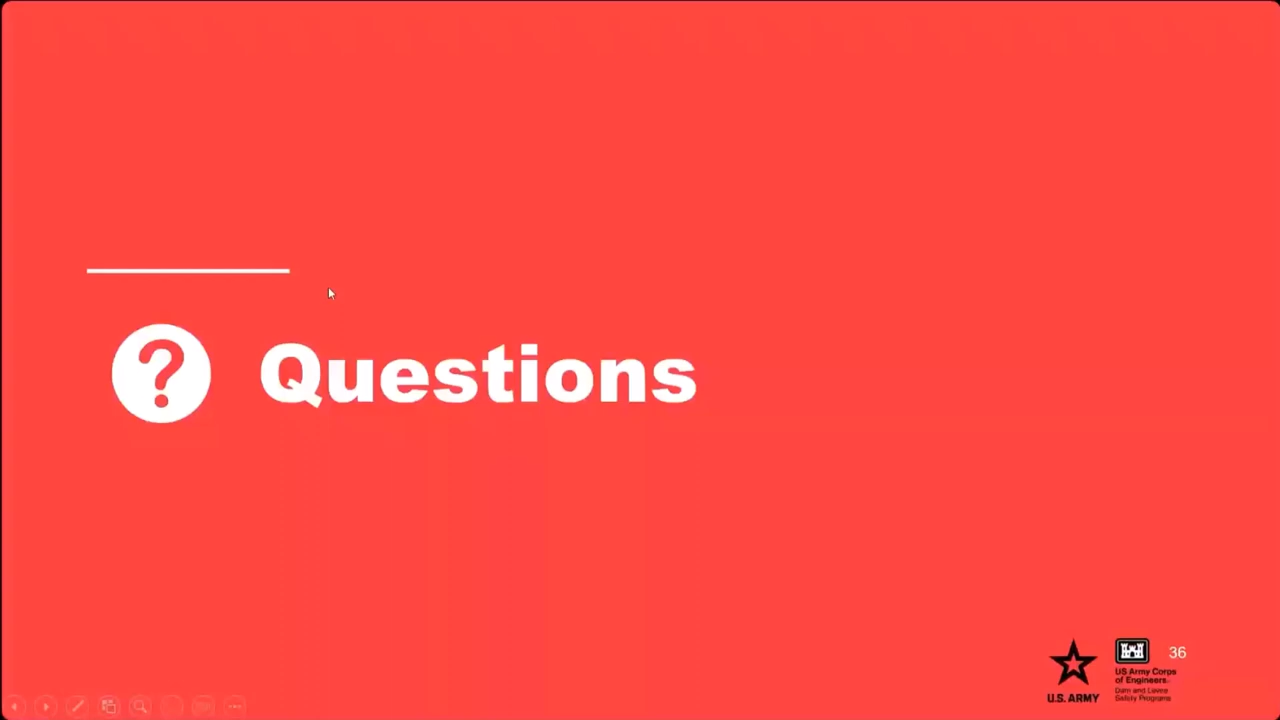 ? Questions
36
U.S. ARMY
US Army Corps
of Engineers.
Dam and Levee
Safety Programs